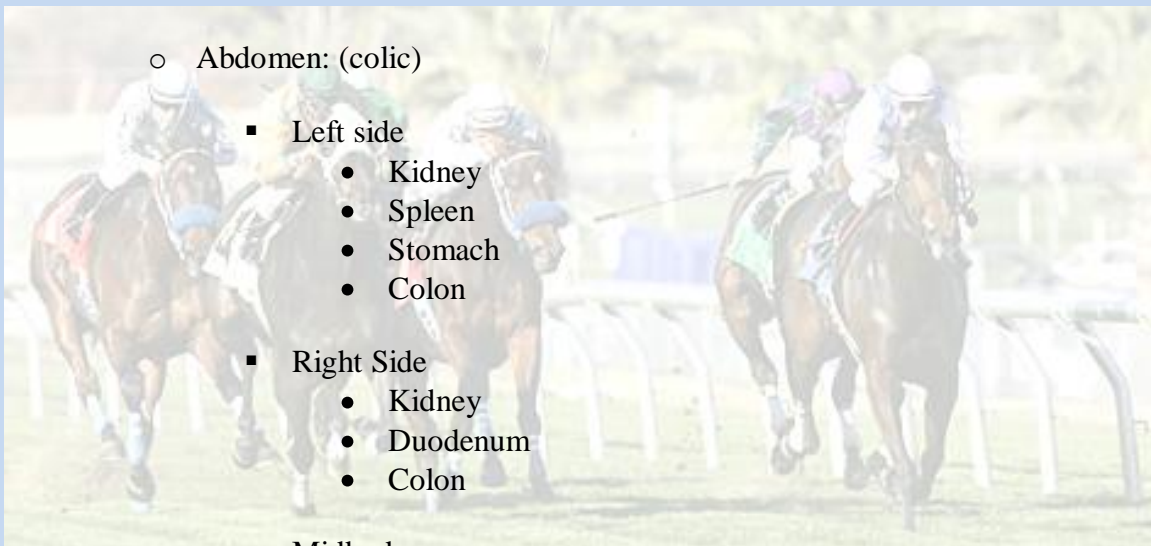 o Abdomen: (colic)
▪ Left side
• Kidney
• Spleen
• Stomach
• Colon
▪ Right Side
• Kidney
• Duodenum
• Colon